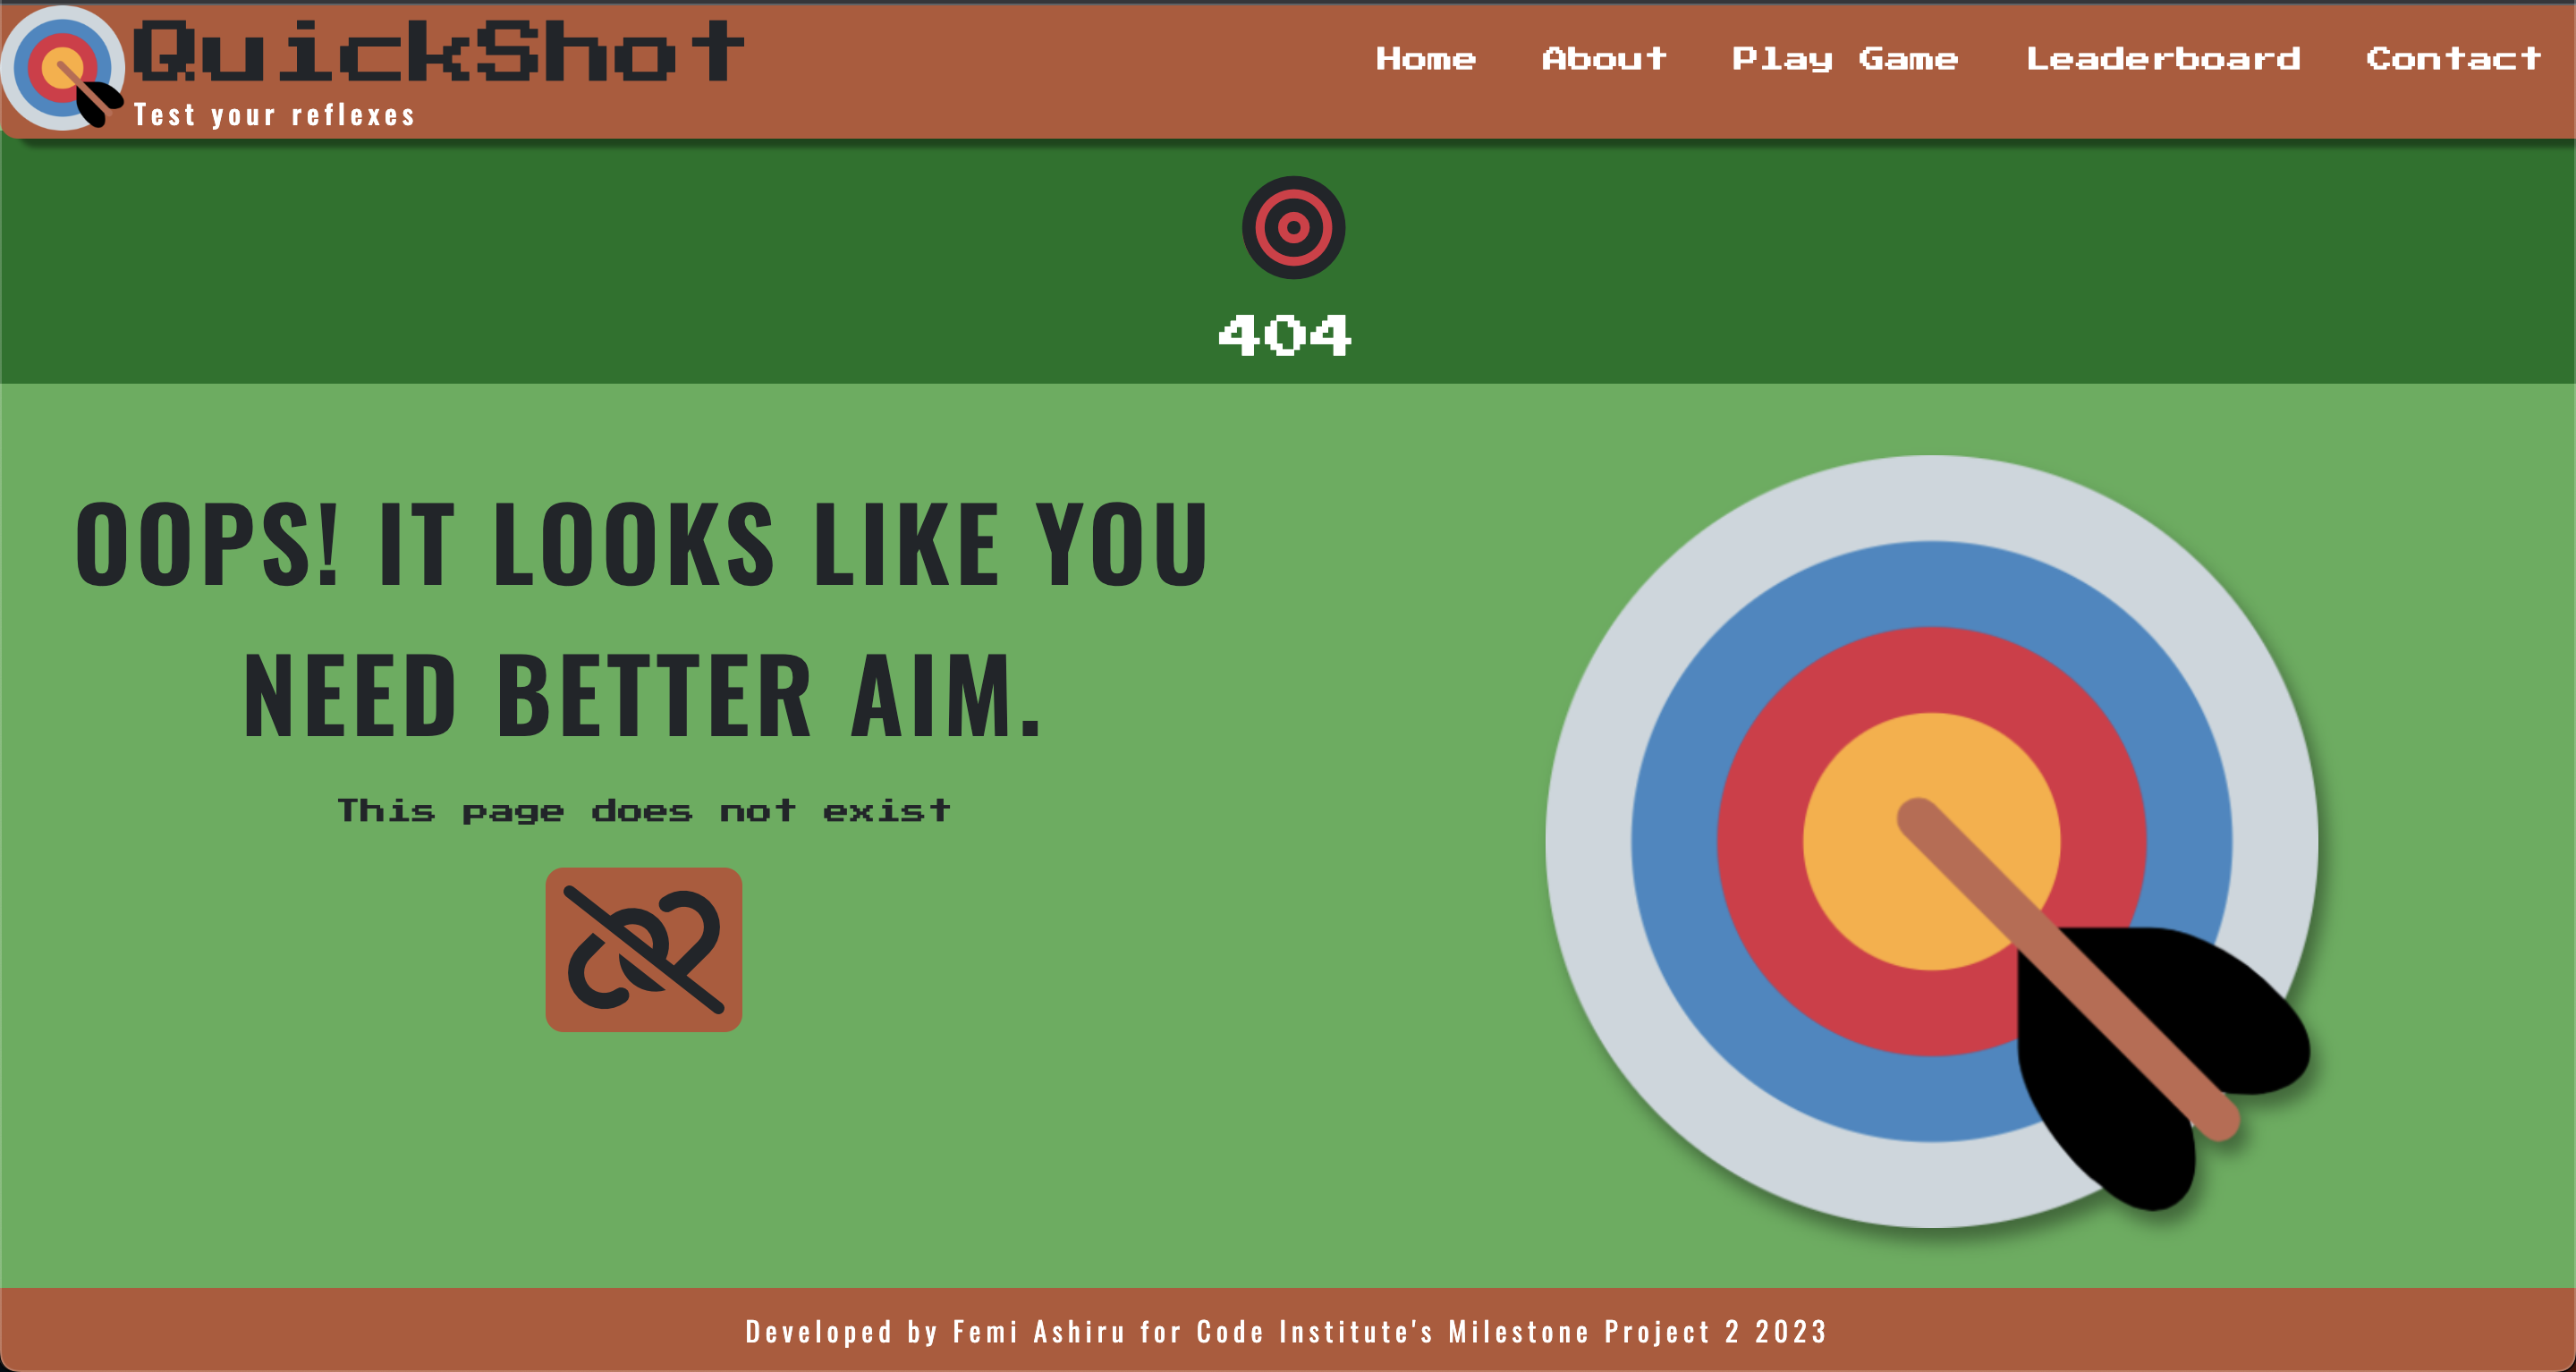 QuickShot
Test your reflexes
Home About Play Game Leaderboard Contact
404
OOPS! IT LOOKS LIKE YOU
NEED BETTER AIM.
This page does not exist
Developed by Femi Ashiru for Code Institute's Milestone Project 2 2023